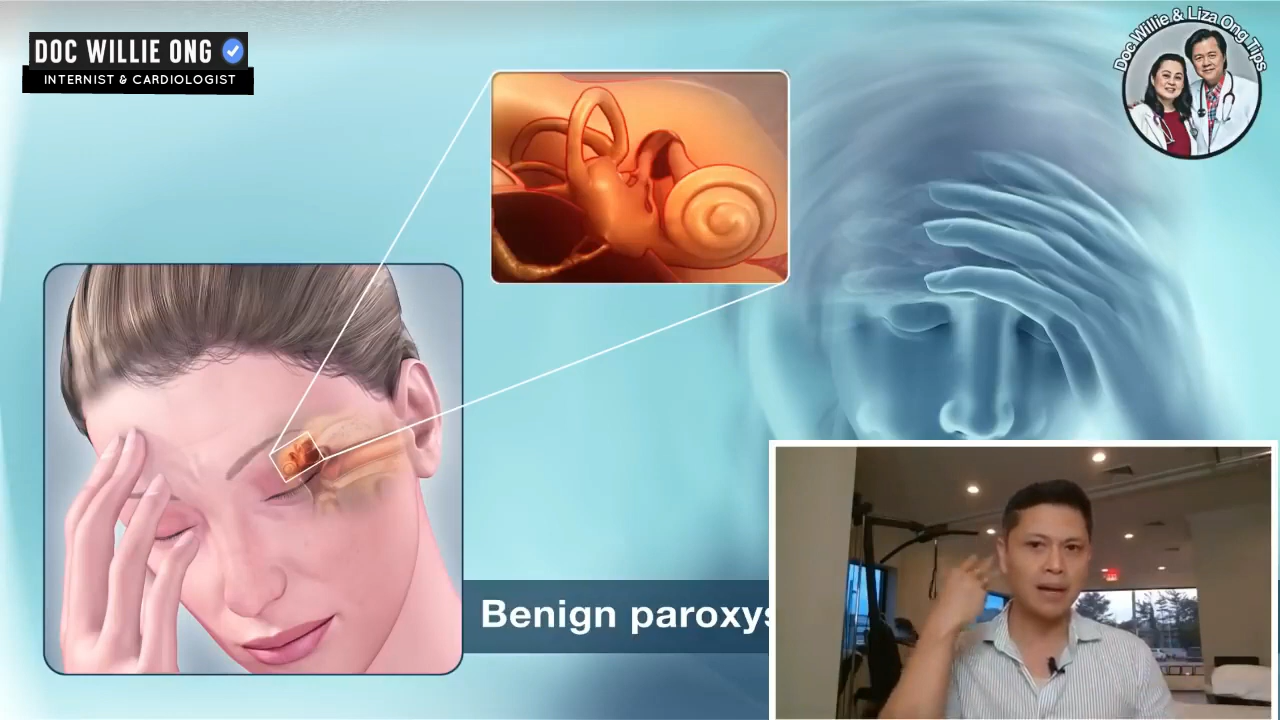 DOC WILLIE ONG
INTERNIST & CARDIOLOGIST
Doc Willie & Liza Ong Tips
Benign paroxys